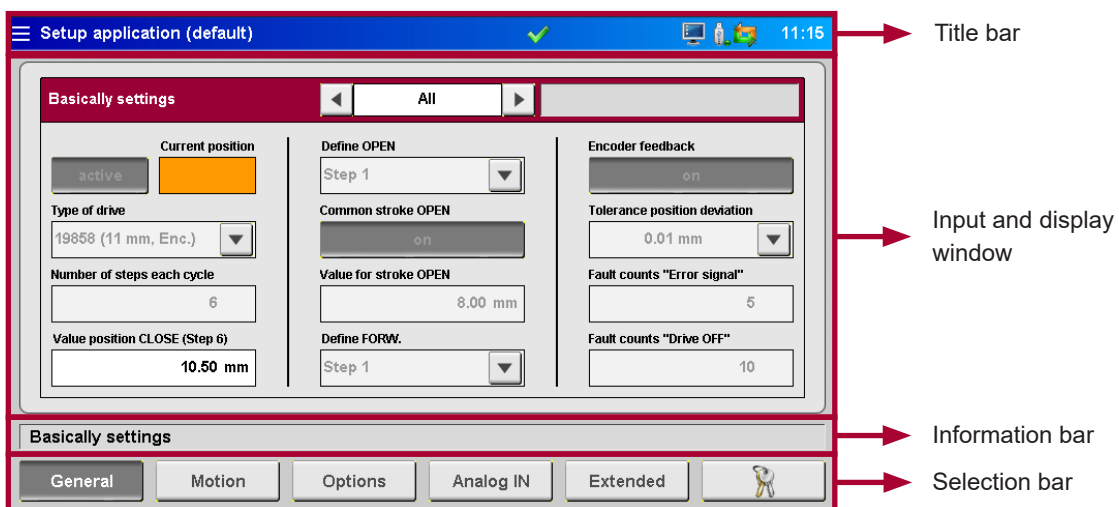 Setup application (default)
11:15
Title bar
Basically settings
All
Current position
active
Type of drive
19858 (11 mm, Enc.)
Number of steps each cycle
6
Value position CLOSE (Step 6)
10.50 mm
Define OPEN
Step 1
Common stroke OPEN
on
Value for stroke OPEN
8.00 mm
Define FORW.
Step 1
Encoder feedback
on
Tolerance position deviation
0.01 mm
Fault counts "Error signal"
5
Fault counts "Drive OFF"
10
Input and display
window
Basically settings
Information bar
General
Motion
Options
Analog IN
Extended
Selection bar